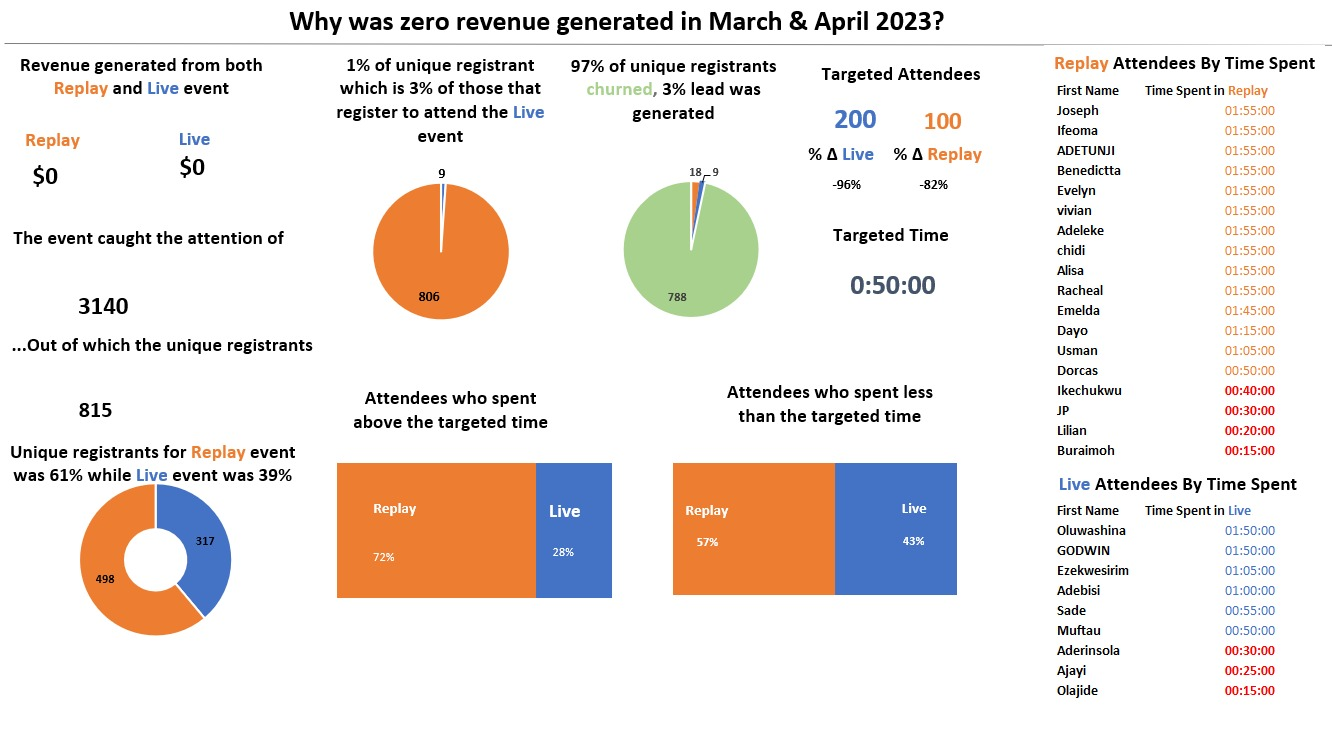 Why was zero revenue generated in March & April 2023?
Revenue generated from both
Replay and Live event
Replay
Live
$0
$0
The event caught the attention of
3140
...Out of which the unique registrants
815
Unique registrants for Replay event
was 61% while Live event was 39%
317
498
1% of unique registrant
which is 3% of those that
register to attend the Live
event
9
806
97% of unique registrants
churned, 3% lead was
generated
18
9
788
Targeted Attendees
200
100
% Δ Live
% Δ Replay
-96%
-82%
Targeted Time
0:50:00
Attendees who spent
above the targeted time
Replay
Live
72%
28%
Attendees who spent less
than the targeted time
Replay
Live
57%
43%
Replay Attendees By Time Spent
First Name Time Spent in Replay
Joseph 01:55:00
Ifeoma 01:55:00
ADETUNJI 01:55:00
Benedictta 01:55:00
Evelyn 01:55:00
vivian 01:55:00
Adeleke 01:55:00
chidi 01:55:00
Alisa 01:55:00
Racheal 01:55:00
Emelda 01:45:00
Dayo 01:15:00
Usman 01:05:00
Dorcas 00:50:00
Ikechukwu 00:40:00
JP 00:30:00
Lilian 00:20:00
Buraimoh 00:15:00
Live Attendees By Time Spent
First Name Time Spent in Live
Oluwashina 01:50:00
GODWIN 01:50:00
Ezekwesirim 01:05:00
Adebisi 01:00:00
Sade 00:55:00
Muftau 00:50:00
Aderinsola 00:30:00
Ajayi 00:25:00
Olajide 00:15:00